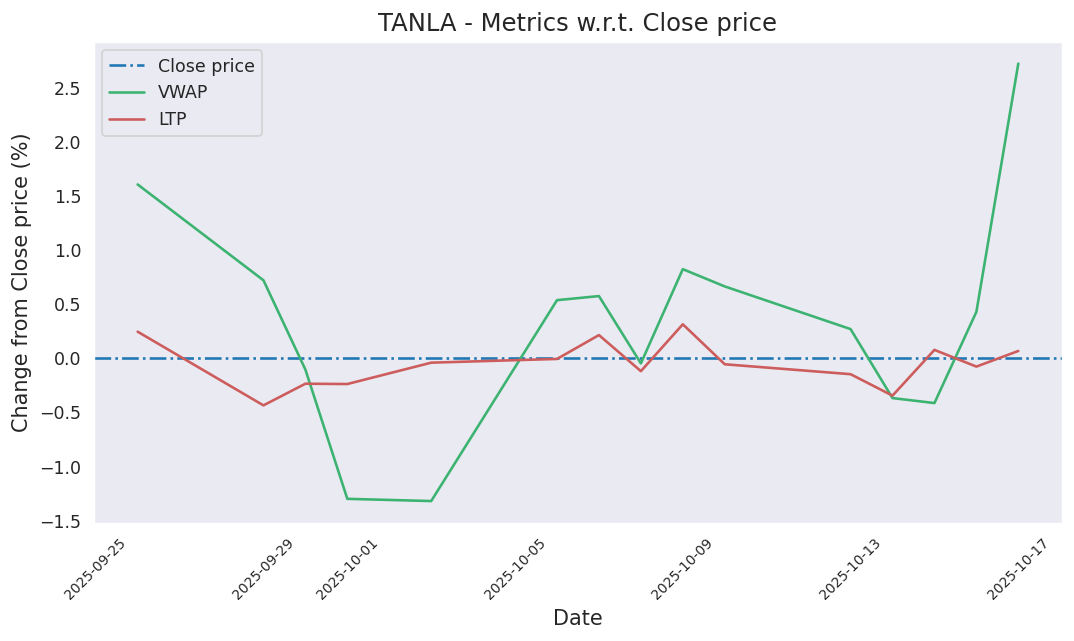 TANLA - Metrics w.r.t. Close price
Close price
VWAP
LTP
Change from Close price (%)
2.5
2.0
1.5
1.0
0.5
0.0
−0.5
−1.0
−1.5
2025-09-25
2025-09-29
2025-10-01
2025-10-05
2025-10-09
2025-10-13
2025-10-17
Date